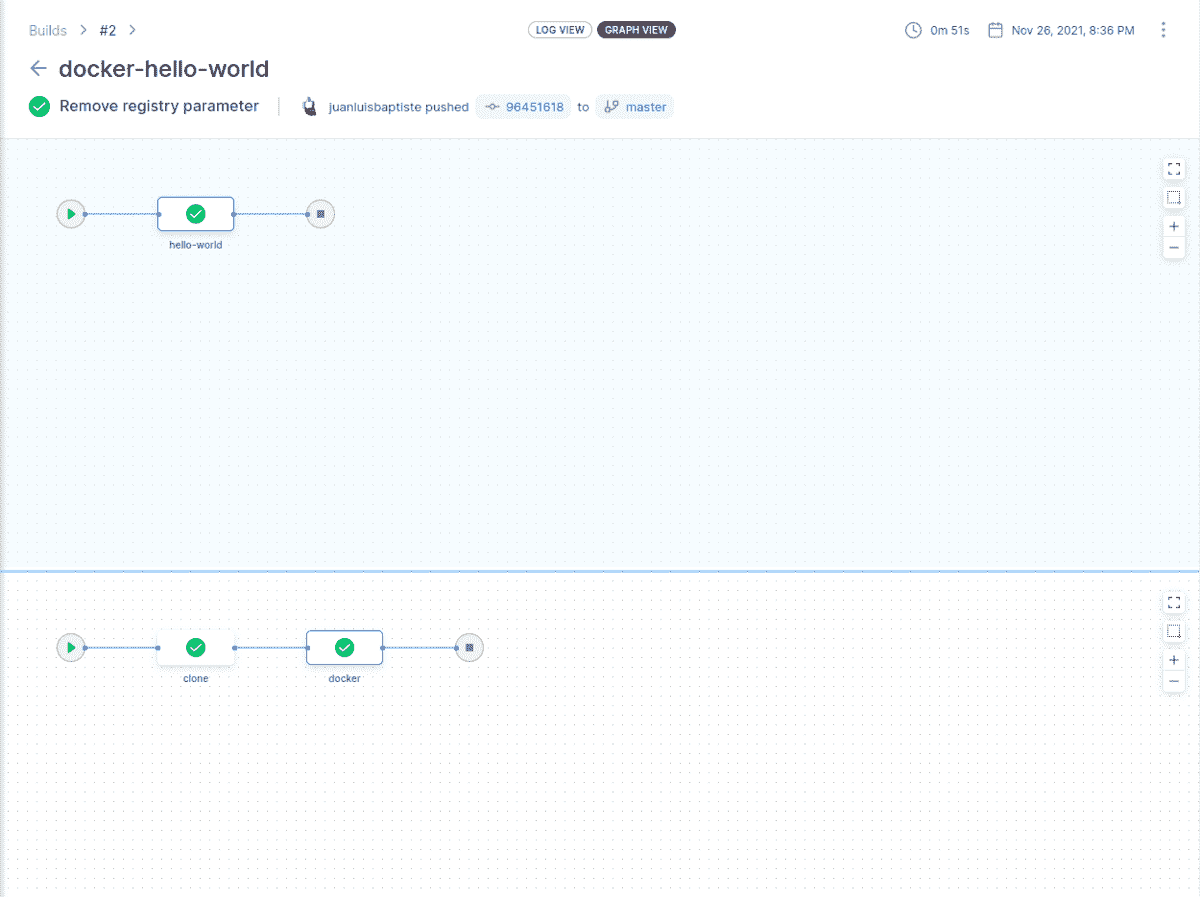 Builds > #2 >
LOG VIEW GRAPH VIEW
0m 51s Nov 26, 2021, 8:36 PM
docker-hello-world
Remove registry parameter juanluisbaptiste pushed 96451618 to master
hello-world
clone docker